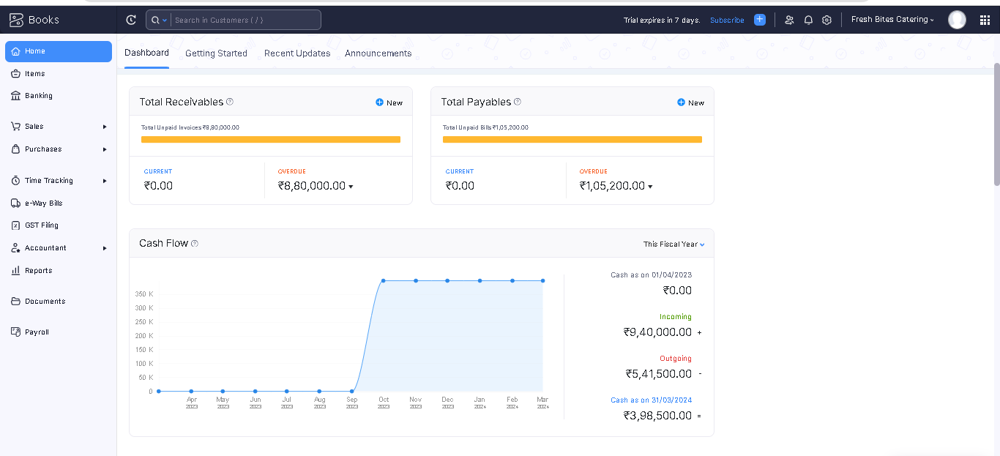 Books
Search in Customers ( / )
Trial expires in 7 days. Subscribe
Fresh Bites Catering
Home
Items
Banking
Sales
Purchases
Time Tracking
e-Way Bills
GST Filing
Accountant
Reports
Documents
Payroll
Dashboard Getting Started Recent Updates Announcements
Total Receivables ? New
Total Unpaid Invoices ₹8,80,000.00
CURRENT
₹0.00
OVERDUE
₹8,80,000.00
Total Payables ? New
Total Unpaid Bills ₹1,05,200.00
CURRENT
₹0.00
OVERDUE
₹1,05,200.00
Cash Flow ? This Fiscal Year
350 K
300 K
250 K
200 K
150 K
100 K
50 K
0
Apr May Jun Jul Aug Sep Oct Nov Dec Jan Feb Mar
2023 2023 2023 2023 2023 2023 2023 2023 2023 2024 2024 2024
Cash as on 01/04/2023
₹0.00
Incoming
₹9,40,000.00 +
Outgoing
₹5,41,500.00 -
Cash as on 31/03/2024
₹3,98,500.00 =